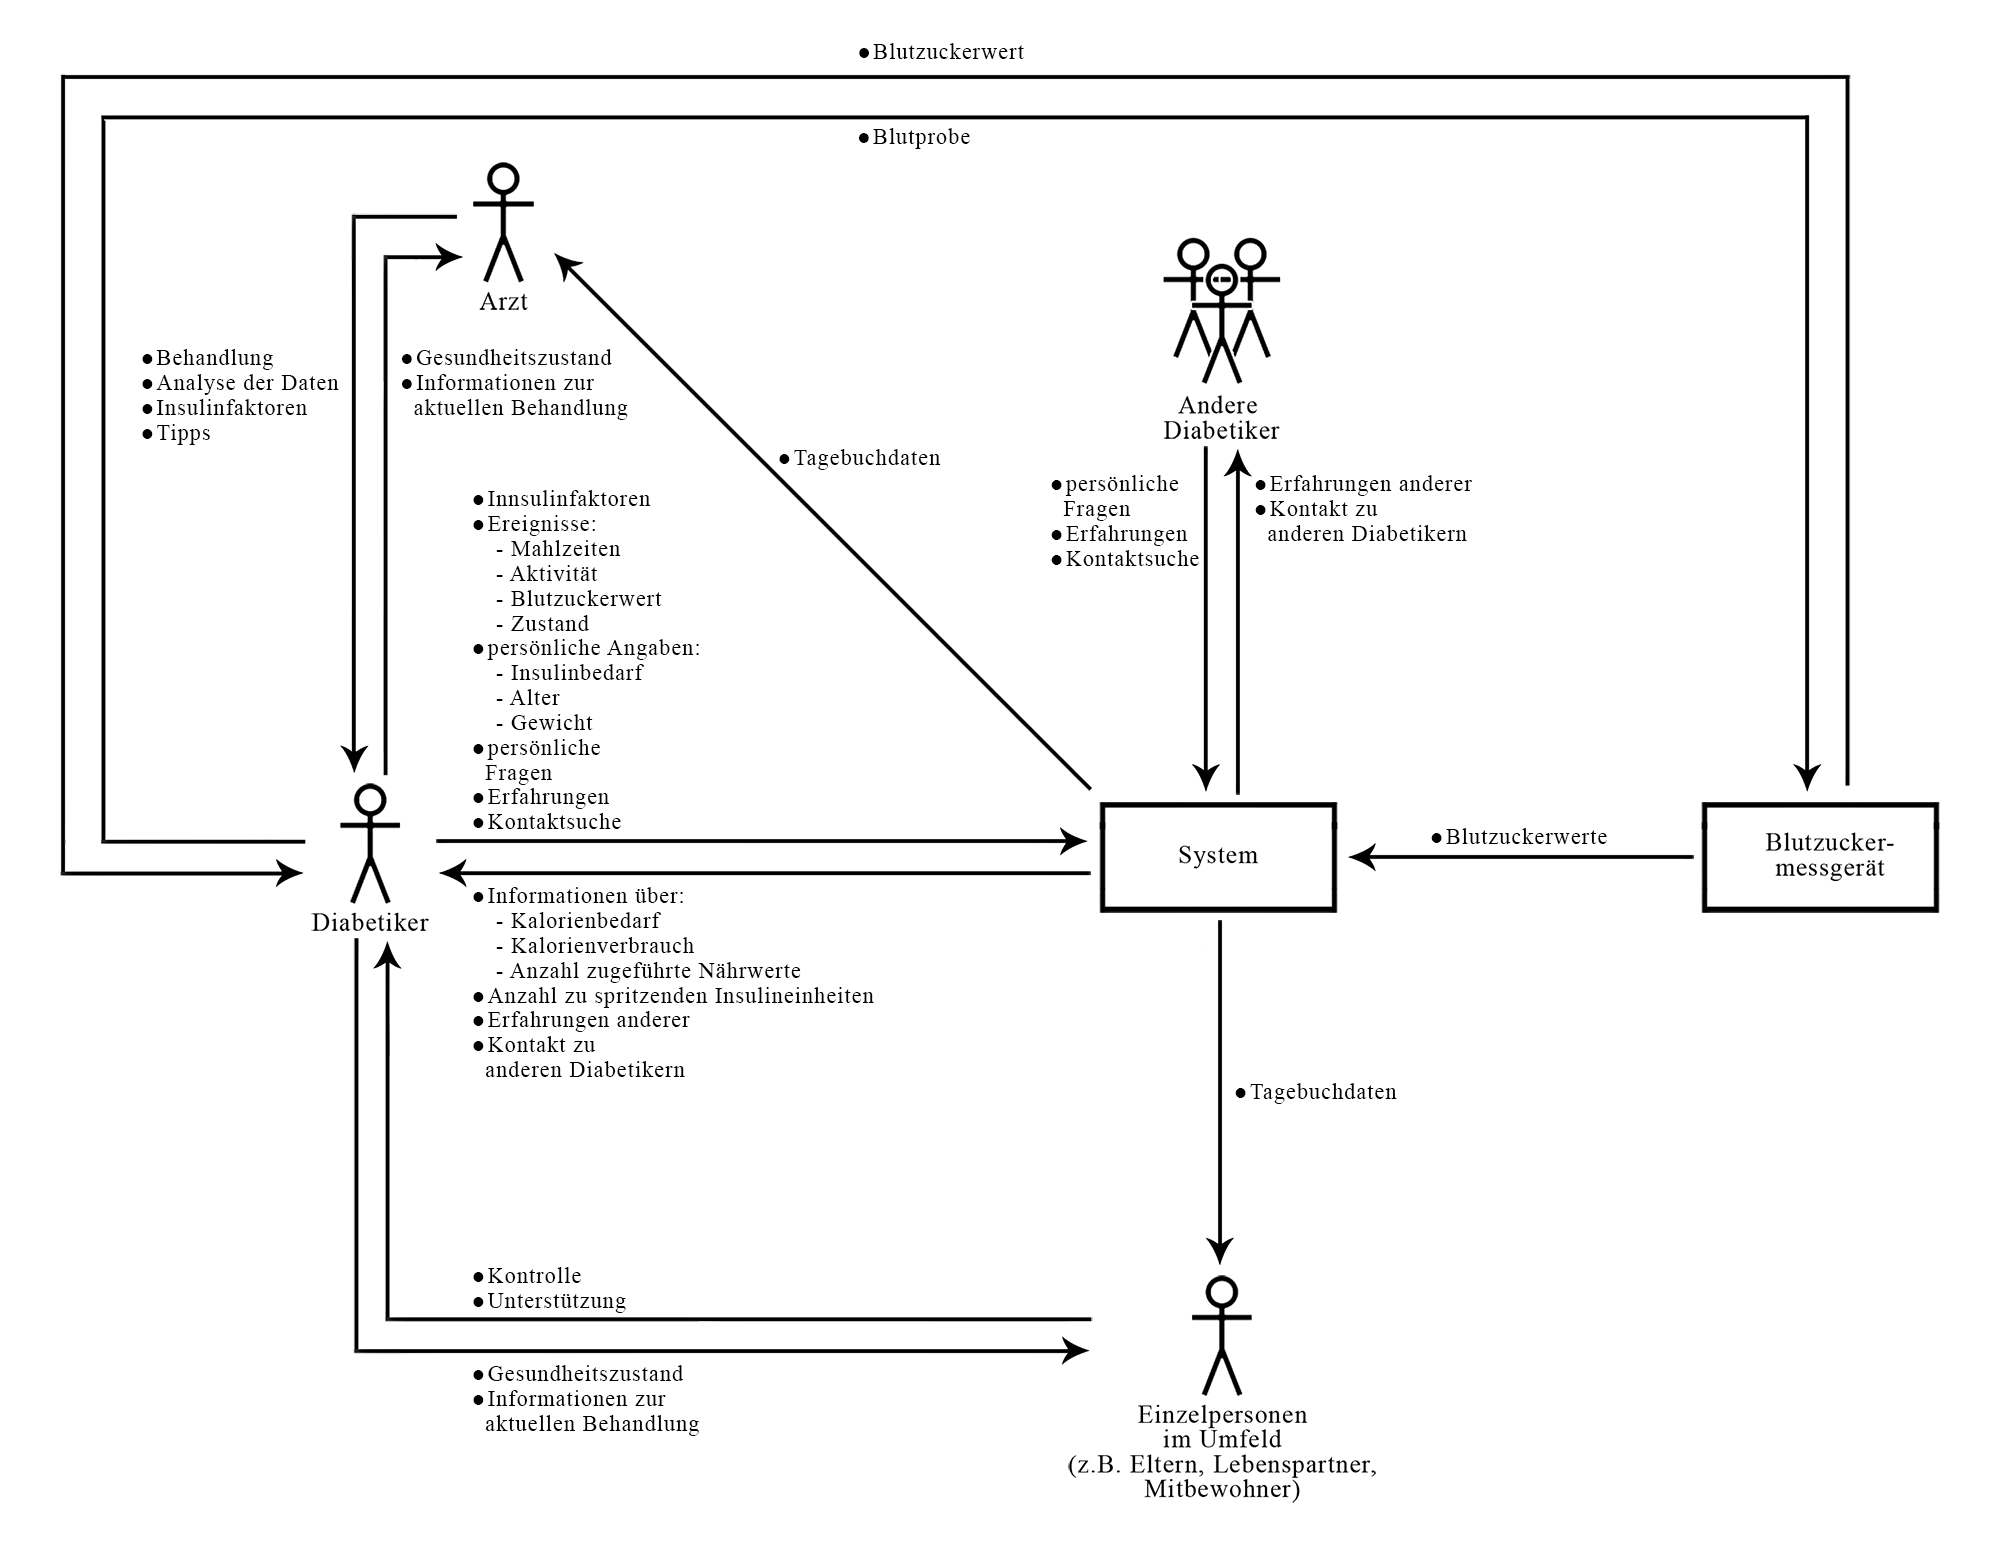 ●Blutzuckerwert
●Blutprobe
Arzt
●Behandlung
●Analyse der Daten
●Insulinfaktoren
●Tipps
●Gesundheitszustand
●Informationen zur
aktuellen Behandlung
●Tagebuchdaten
Andere
Diabetiker
●persönliche
Fragen
●Erfahrungen
●Kontaktsuche
●Erfahrungen anderer
●Kontakt zu
anderen Diabetikern
●Innsulinfaktoren
●Ereignisse:
- Mahlzeiten
- Aktivität
- Blutzuckerwert
- Zustand
●persönliche Angaben:
- Insulinbedarf
- Alter
- Gewicht
●persönliche
Fragen
●Erfahrungen
●Kontaktsuche
Diabetiker
System
●Blutzuckerwerte
Blutzucker-
messgerät
●Informationen über:
- Kalorienbedarf
- Kalorienverbrauch
- Anzahl zugeführte Nährwerte
●Anzahl zu spritzenden Insulineinheiten
●Erfahrungen anderer
●Kontakt zu
anderen Diabetikern
●Tagebuchdaten
●Kontrolle
●Unterstützung
●Gesundheitszustand
●Informationen zur
aktuellen Behandlung
Einzelpersonen
im Umfeld
(z.B. Eltern, Lebenspartner,
Mitbewohner)